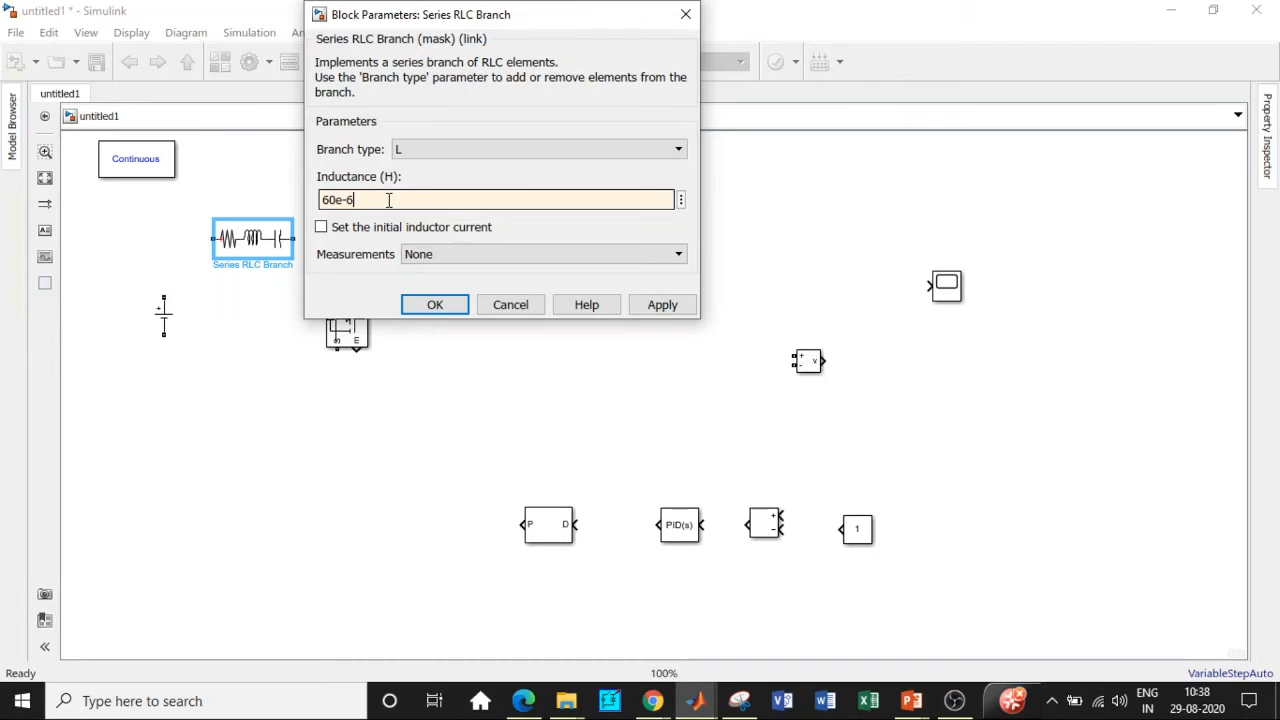 untitled1 * - Simulink
File Edit View Display Diagram Simulation
Block Parameters: Series RLC Branch
Series RLC Branch (mask) (link)
Implements a series branch of RLC elements.
Use the 'Branch type' parameter to add or remove elements from the
branch.
Parameters
Branch type: L
Inductance (H):
60e-6
Set the initial inductor current
Measurements None
OK Cancel Help Apply
untitled1
untitled1
Model Browser
Property Inspector
Continuous
Series RLC Branch
+
s m
+ v
-
P D
PID(s)
+
-
1
Ready 100% VariableStepAuto
Type here to search
ENG 10:38
IN 29-08-2020